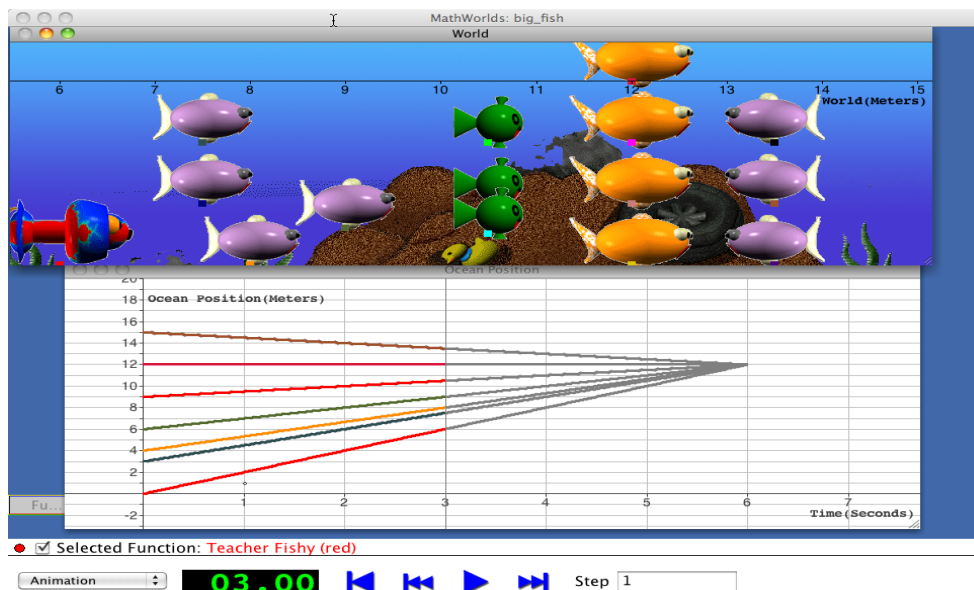 MathWorlds: big_fish
World
6 7 8 9 10 11 12 13 14 15
World(Meters)
Ocean Position
20
Ocean Position(Meters)
18
16
14
12
10
8
6
4
2
-2
1 2 3 4 5 6 7
Time(Seconds)
Fu...
Selected Function: Teacher Fishy (red)
Animation 03.00 Step 1